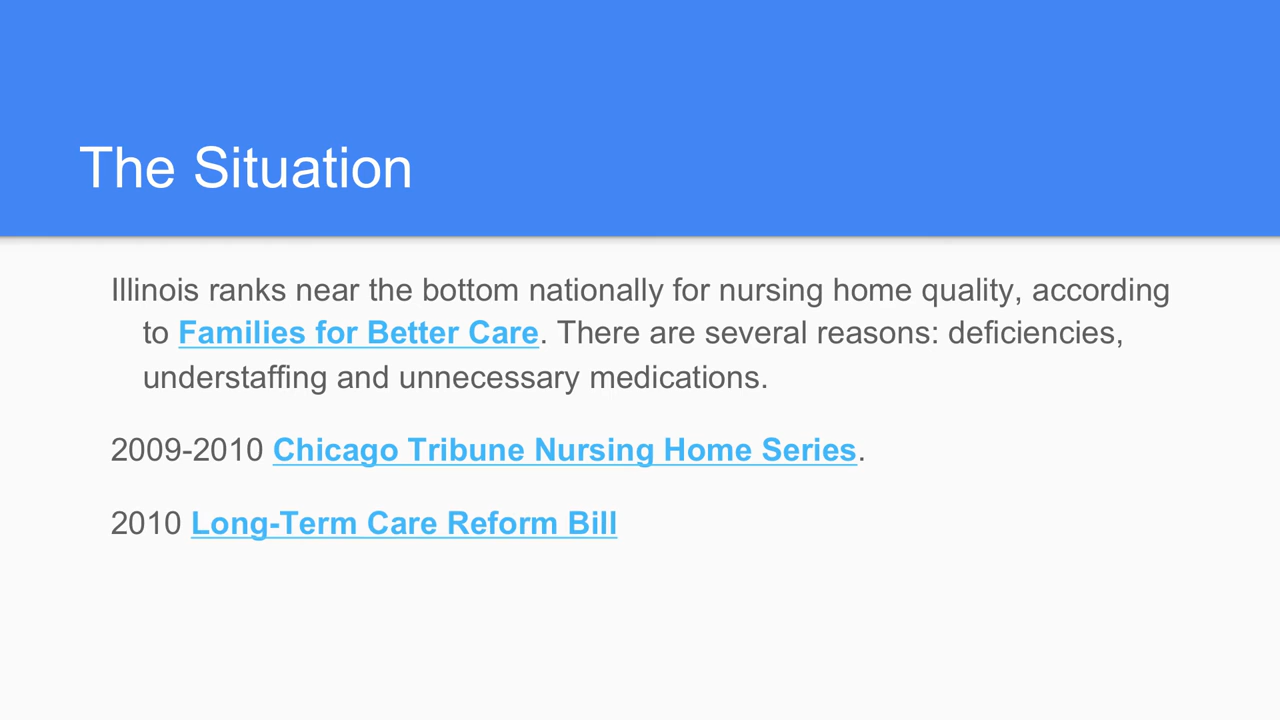 The Situation
Illinois ranks near the bottom nationally for nursing home quality, according
to Families for Better Care. There are several reasons: deficiencies,
understaffing and unnecessary medications.
2009-2010 Chicago Tribune Nursing Home Series.
2010 Long-Term Care Reform Bill